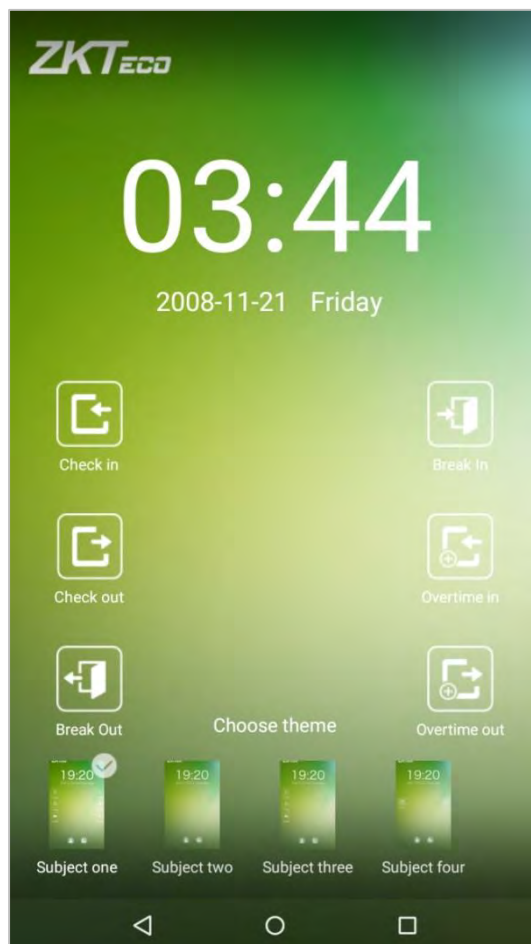 ZKTECO
03:44
2008-11-21 Friday
Check in
Break In
Check out
Overtime in
Break Out
Choose theme
Overtime out
19:20
19:20
19:20
19:20
Subject one
Subject two
Subject three
Subject four